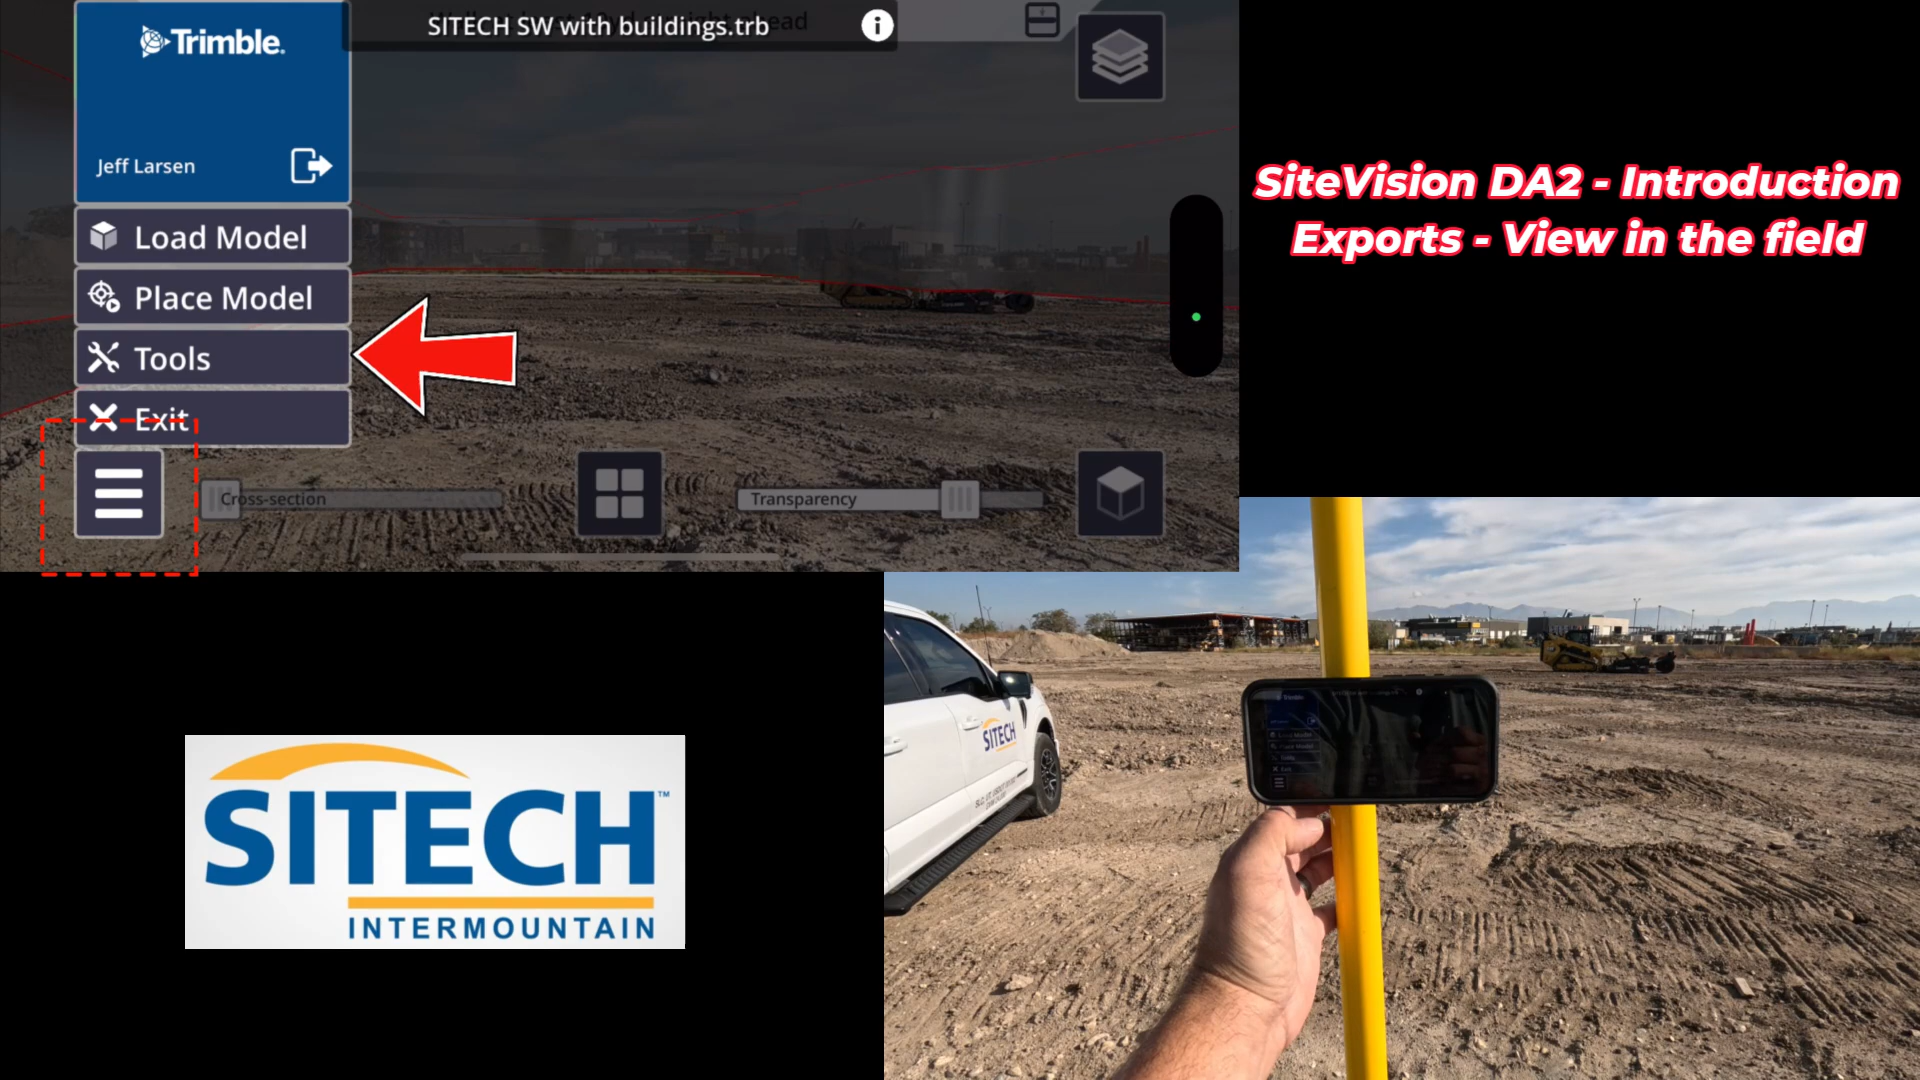 SITECH SW with buildings.trb
Trimble.
Jeff Larsen
Load Model
Place Model
Tools
Exit
Cross-section
Transparency
SiteVision DA2 - Introduction
Exports - View in the field
SITECH
SITECH™
INTERMOUNTAIN